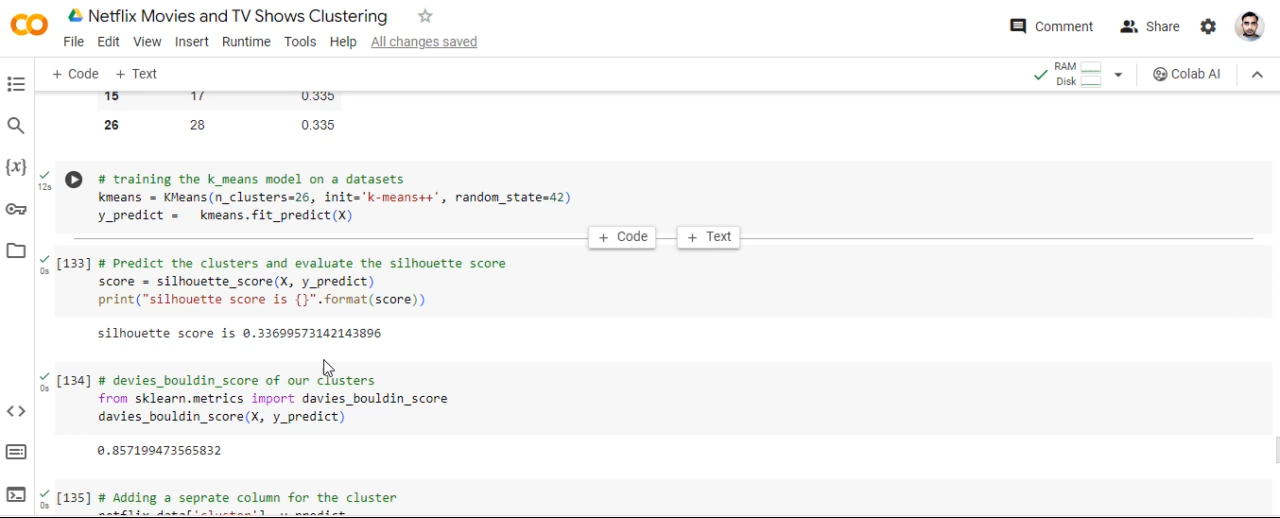 Netflix Movies and TV Shows Clustering
Comment
Share
File Edit View Insert Runtime Tools Help All changes saved
+ Code + Text
RAM
Disk
Colab AI
15 17 0.335
26 28 0.335
{x}
12s
# training the k_means model on a datasets
kmeans = KMeans(n_clusters=26, init='k-means++', random_state=42)
y_predict = kmeans.fit_predict(X)
+ Code + Text
0s
[133] # Predict the clusters and evaluate the silhouette score
score = silhouette_score(X, y_predict)
print("silhouette score is {}".format(score))
silhouette score is 0.33699573142143896
0s
[134] # devies_bouldin_score of our clusters
from sklearn.metrics import davies_bouldin_score
davies_bouldin_score(X, y_predict)
0.857199473565832
0s
[135] # Adding a seprate column for the cluster